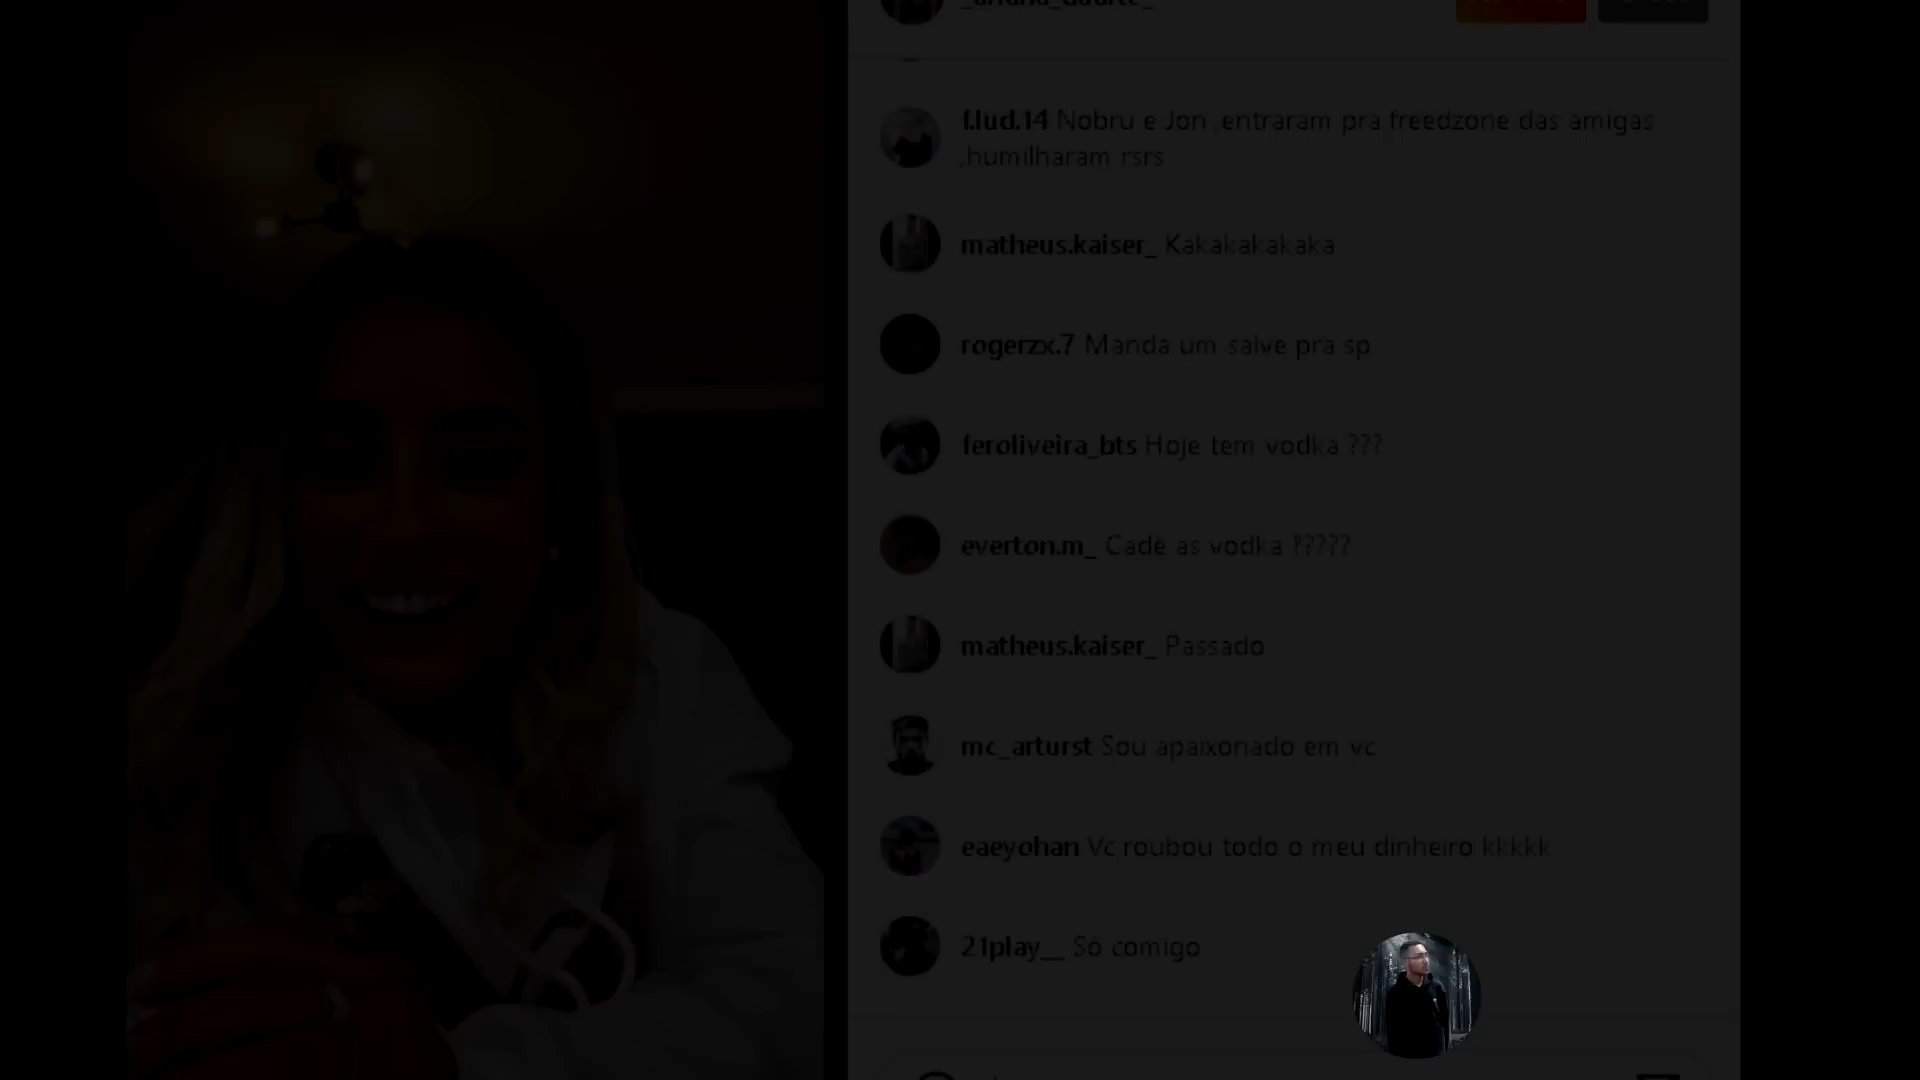 f.lud.14 Nobru e Jon ,entraram pra freedzone das amigas
,humilharam rsrs
matheus.kaiser_ Kakakakakaka
rogerzx.7 Manda um salve pra sp
feroliveira_bts Hoje tem vodka ???
everton.m_ Cadê as vodka ?????
matheus.kaiser_ Passado
mc_arturst Sou apaixonado em vc
eaeyohan Vc roubou todo o meu dinheiro kkkkk
21play__ Só comigo